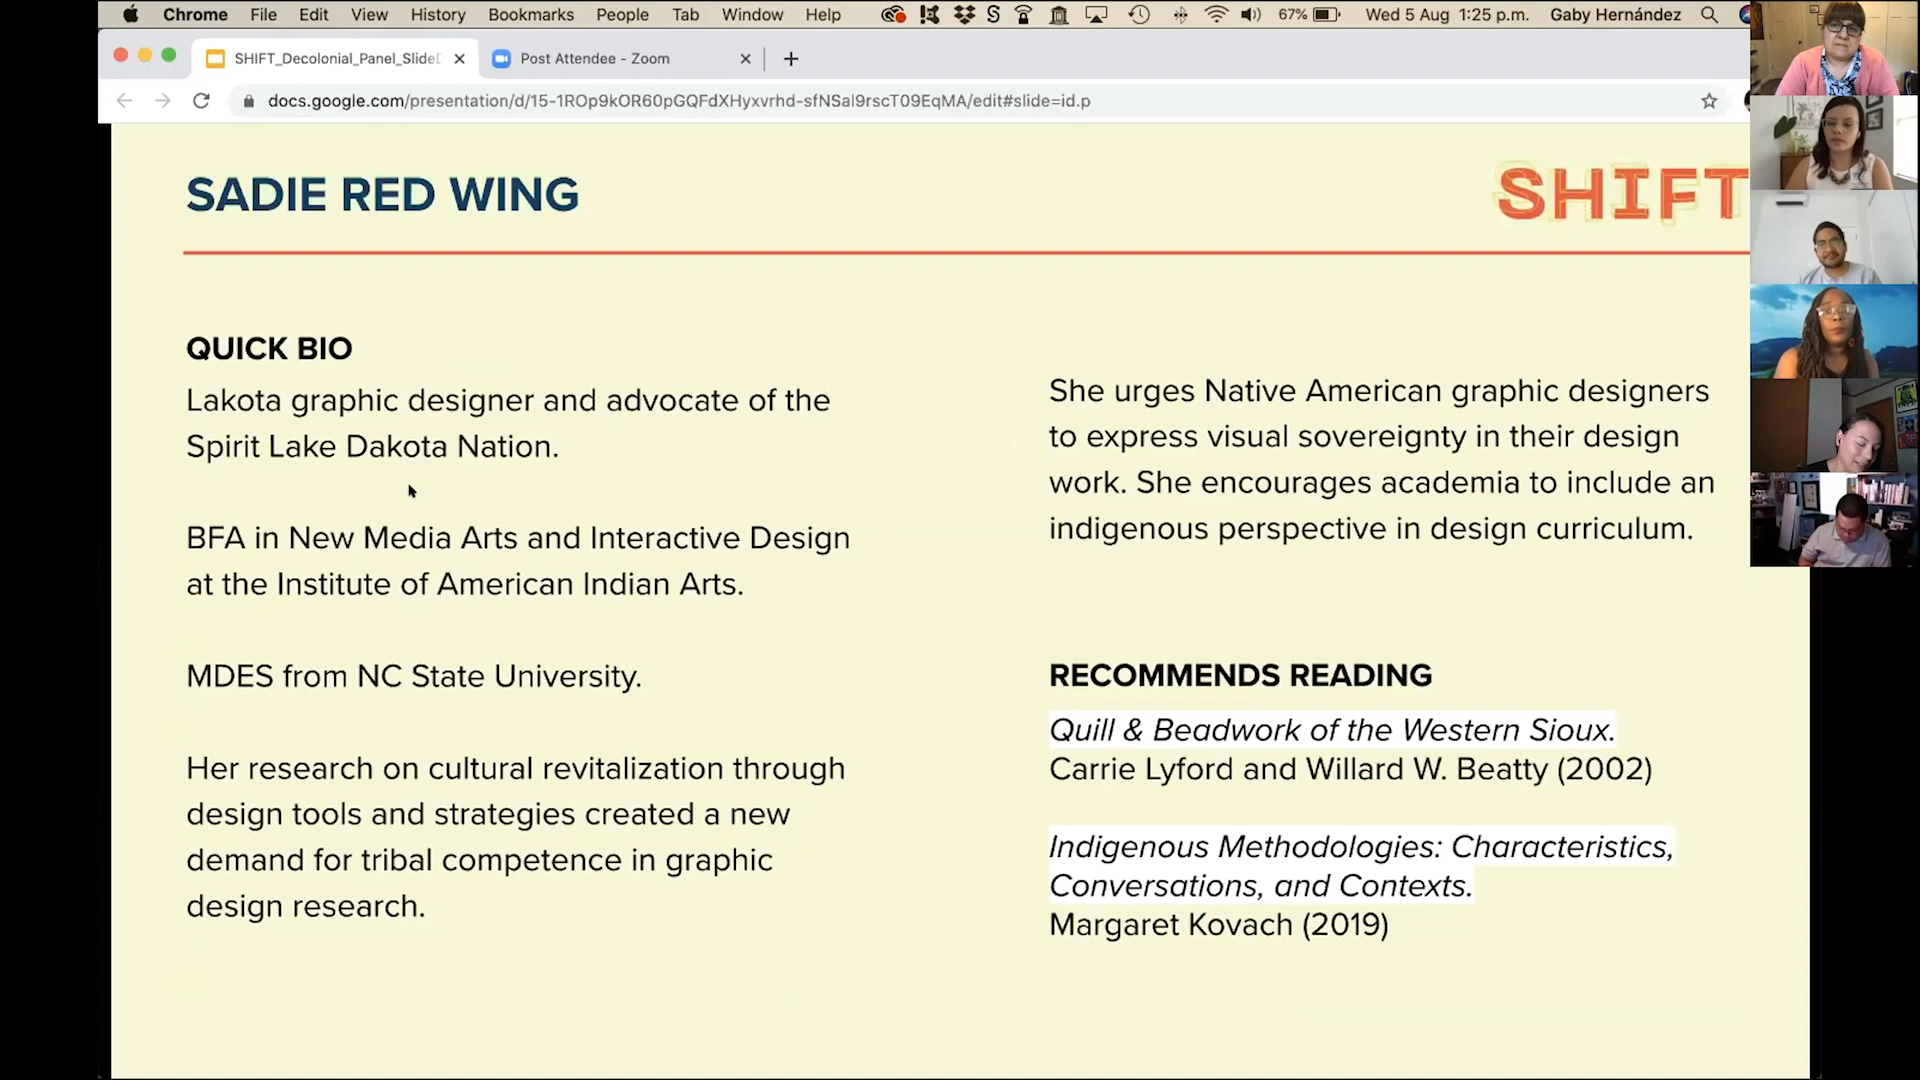 Chrome File Edit View History Bookmarks People Tab Window Help 67% Wed 5 Aug 1:25 p.m. Gaby Hernández
SHIFT_Decolonial_Panel_SlideD Post Attendee - Zoom
docs.google.com/presentation/d/15-1ROp9kOR60pGQFdXHyxvrhd-sfNSal9rscT09EqMA/edit#slide=id.p
SADIE RED WING
SHIFT
QUICK BIO
Lakota graphic designer and advocate of the
Spirit Lake Dakota Nation.
BFA in New Media Arts and Interactive Design
at the Institute of American Indian Arts.
MDES from NC State University.
Her research on cultural revitalization through
design tools and strategies created a new
demand for tribal competence in graphic
design research.
She urges Native American graphic designers
to express visual sovereignty in their design
work. She encourages academia to include an
indigenous perspective in design curriculum.
RECOMMENDS READING
Quill & Beadwork of the Western Sioux.
Carrie Lyford and Willard W. Beatty (2002)
Indigenous Methodologies: Characteristics,
Conversations, and Contexts.
Margaret Kovach (2019)